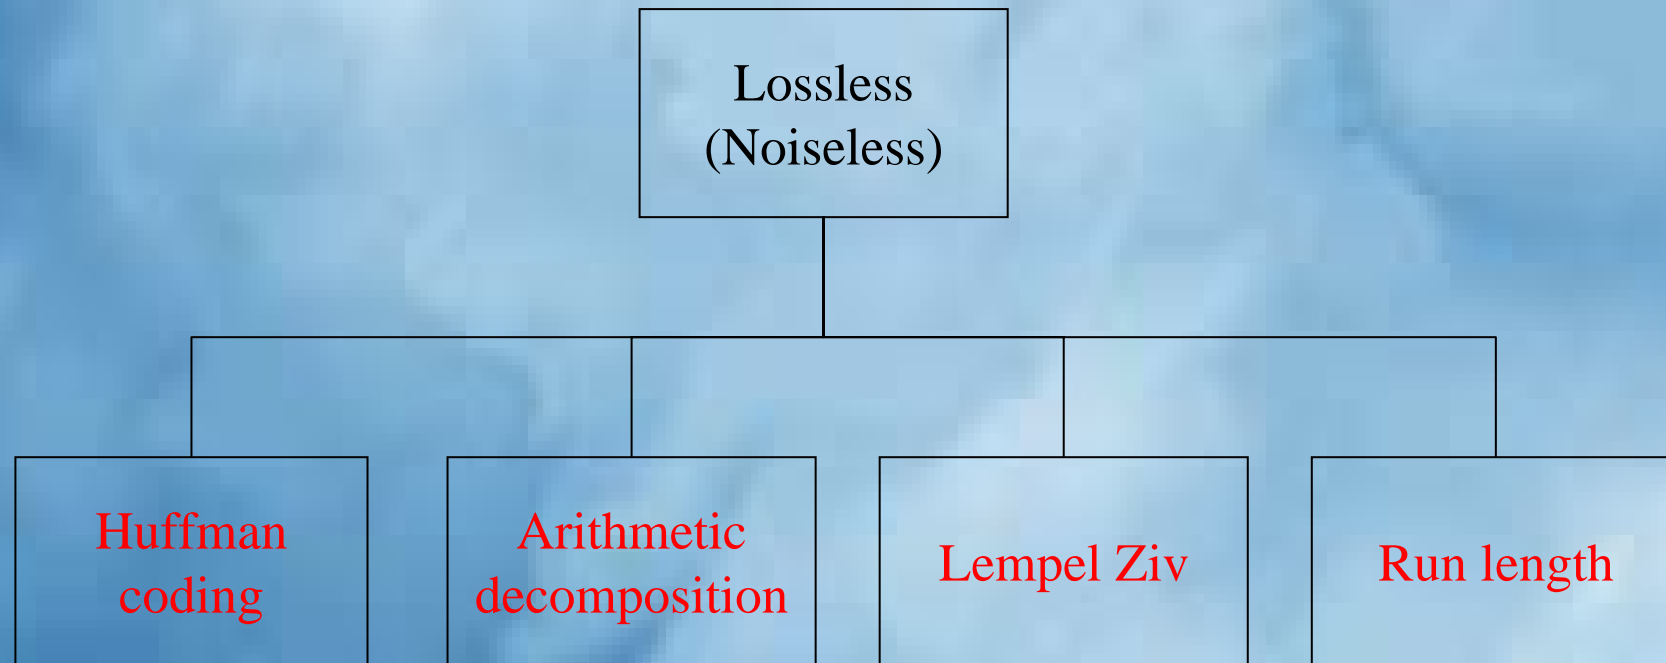 Lossless
(Noiseless)
Huffman
coding
Arithmetic
decomposition
Lempel Ziv
Run length